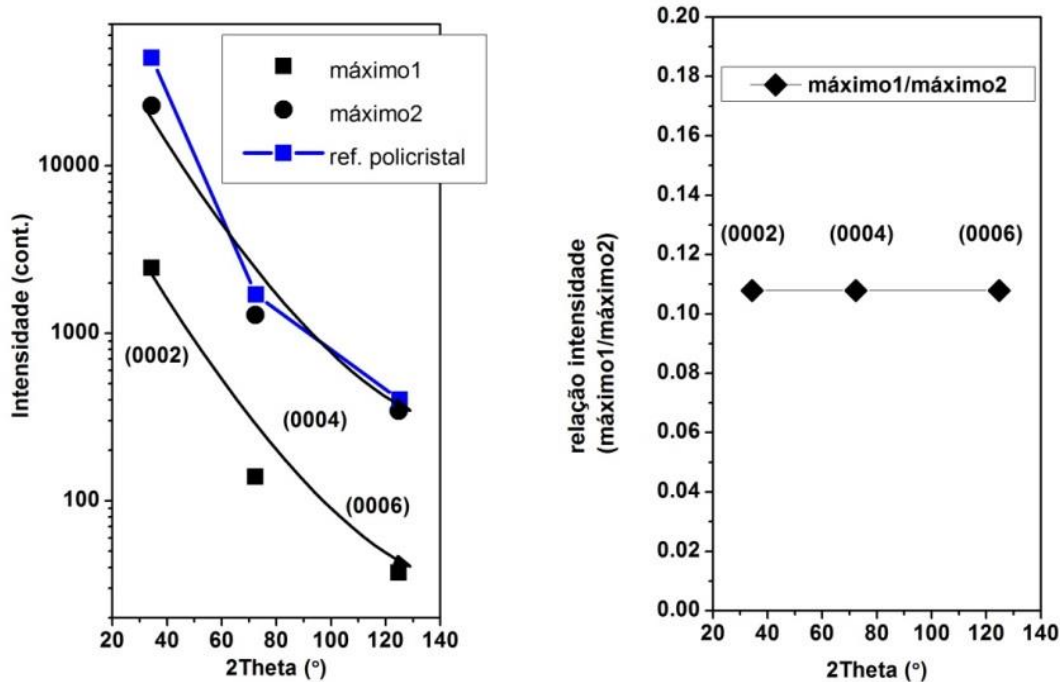 Intensidade (cont.)
10000
1000
100
máximo1
máximo2
ref. policristal
(0002)
(0004)
(0006)
20 40 60 80 100 120 140
2Theta (°)
relação intensidade
(máximo1/máximo2)
0.20
0.18
0.16
0.14
0.12
0.10
0.08
0.06
0.04
0.02
0.00
máximo1/máximo2
(0002) (0004) (0006)
20 40 60 80 100 120 140
2Theta (°)